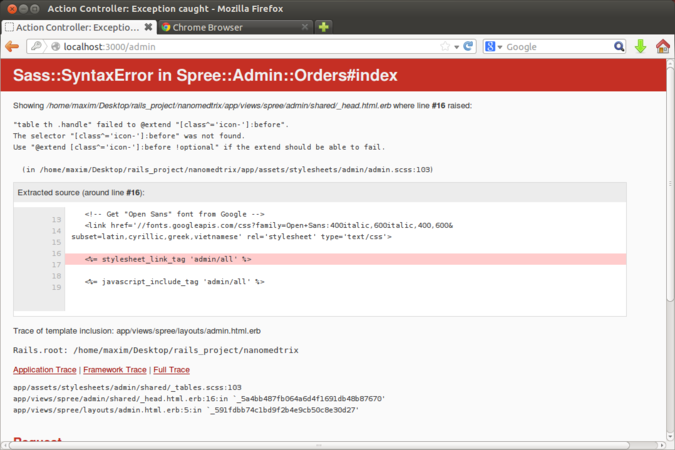 Action Controller: Exception caught - Mozilla Firefox
Action Controller: Exceptio...
Chrome Browser
localhost:3000/admin
Google
Sass::SyntaxError in Spree::Admin::Orders#index
Showing /home/maxim/Desktop/rails_project/nanomedtrix/app/views/spree/admin/shared/_head.html.erb where line #16 raised:
"table th .handle" failed to @extend "[class^='icon-']:before".
The selector "[class^='icon-']:before" was not found.
Use "@extend [class^='icon-']:before !optional" if the extend should be able to fail.
(in /home/maxim/Desktop/rails_project/nanomedtrix/app/assets/stylesheets/admin/admin.scss:103)
Extracted source (around line #16):
13 <!-- Get "Open Sans" font from Google -->
14 <link href='//fonts.googleapis.com/css?family=Open+Sans:400italic,600italic,400,600&
15 subset=latin,cyrillic,greek,vietnamese' rel='stylesheet' type='text/css'>
16
17 <%= stylesheet_link_tag 'admin/all' %>
18
19 <%= javascript_include_tag 'admin/all' %>
Trace of template inclusion: app/views/spree/layouts/admin.html.erb
Rails.root: /home/maxim/Desktop/rails_project/nanomedtrix
Application Trace | Framework Trace | Full Trace
app/assets/stylesheets/admin/shared/_tables.scss:103
app/views/spree/admin/shared/_head.html.erb:16:in `_5a4bb487fb064a6d4f1691db48b87670'
app/views/spree/layouts/admin.html.erb:5:in `_591fdbb74c1bd9f2b4e9cb50c8e30d27'
Request